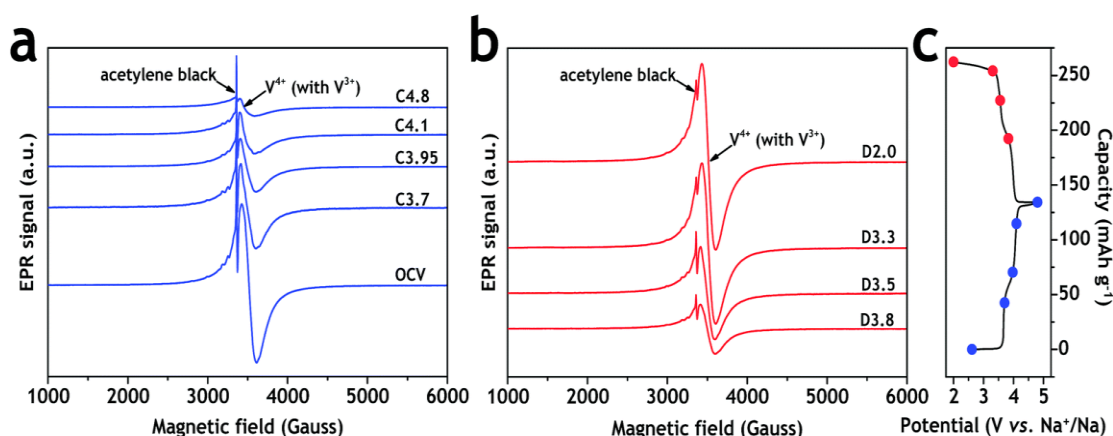 a
acetylene black
V⁴⁺ (with V³⁺)
C4.8
C4.1
C3.95
C3.7
OCV
EPR signal (a.u.)
1000 2000 3000 4000 5000 6000
Magnetic field (Gauss)
b
acetylene black
V⁴⁺ (with V³⁺)
D2.0
D3.3
D3.5
D3.8
EPR signal (a.u.)
1000 2000 3000 4000 5000 6000
Magnetic field (Gauss)
c
250
200
150
100
50
0
Capacity (mAh g⁻¹)
2 3 4 5
Potential (V vs. Na⁺/Na)